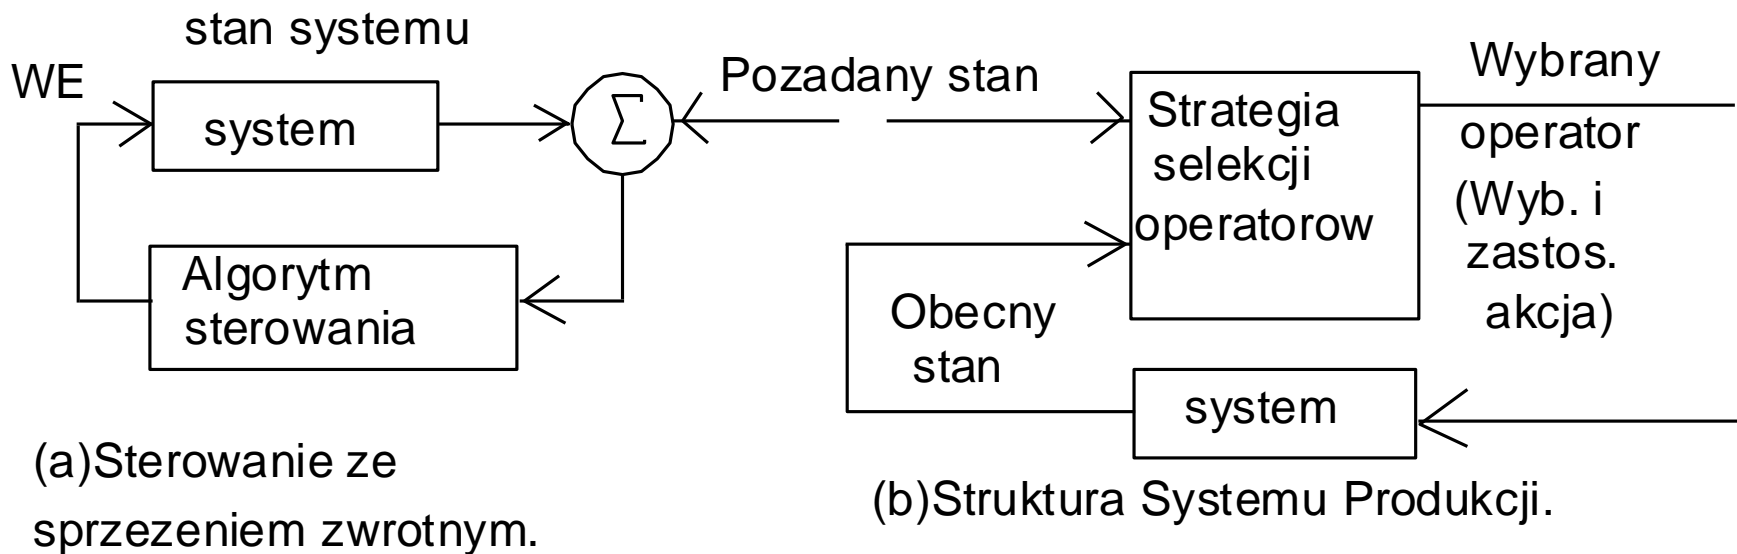 stan systemu
WE
system
Σ
Algorytm
sterowania
(a)Sterowanie ze
sprzezeniem zwrotnym.
Pozadany stan
Strategia
selekcji
operatorow
Wybrany
operator
(Wyb. i
zastos.
akcja)
Obecny
stan
system
(b)Struktura Systemu Produkcji.